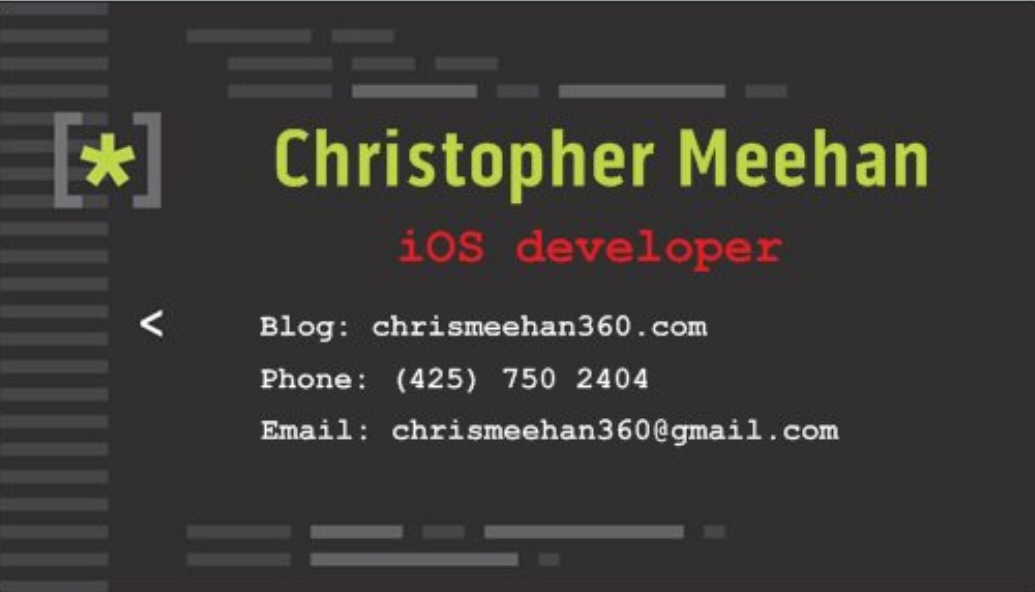 [*]
Christopher Meehan
iOS developer
<
Blog: chrismeehan360.com
Phone: (425) 750 2404
Email: chrismeehan360@gmail.com